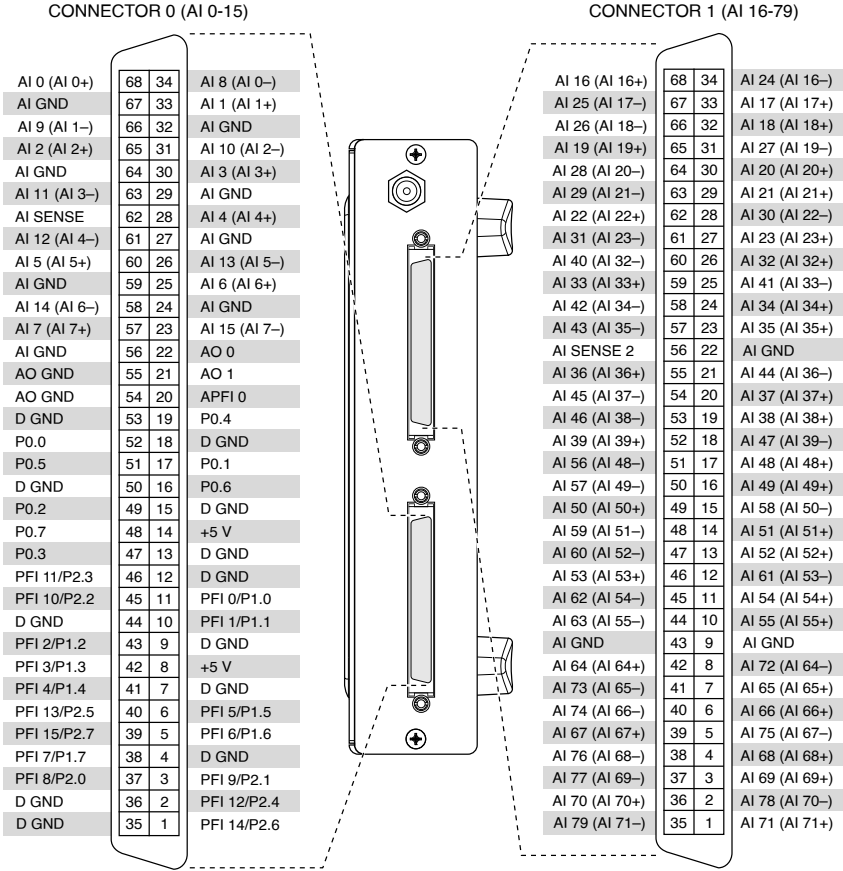 CONNECTOR 0 (AI 0-15)
AI 0 (AI 0+) 68 34 AI 8 (AI 0–)
AI GND 67 33 AI 1 (AI 1+)
AI 9 (AI 1–) 66 32 AI GND
AI 2 (AI 2+) 65 31 AI 10 (AI 2–)
AI GND 64 30 AI 3 (AI 3+)
AI 11 (AI 3–) 63 29 AI GND
AI SENSE 62 28 AI 4 (AI 4+)
AI 12 (AI 4–) 61 27 AI GND
AI 5 (AI 5+) 60 26 AI 13 (AI 5–)
AI GND 59 25 AI 6 (AI 6+)
AI 14 (AI 6–) 58 24 AI GND
AI 7 (AI 7+) 57 23 AI 15 (AI 7–)
AI GND 56 22 AO 0
AO GND 55 21 AO 1
AO GND 54 20 APFI 0
D GND 53 19 P0.4
P0.0 52 18 D GND
P0.5 51 17 P0.1
D GND 50 16 P0.6
P0.2 49 15 D GND
P0.7 48 14 +5 V
P0.3 47 13 D GND
PFI 11/P2.3 46 12 D GND
PFI 10/P2.2 45 11 PFI 0/P1.0
D GND 44 10 PFI 1/P1.1
PFI 2/P1.2 43 9 D GND
PFI 3/P1.3 42 8 +5 V
PFI 4/P1.4 41 7 D GND
PFI 13/P2.5 40 6 PFI 5/P1.5
PFI 15/P2.7 39 5 PFI 6/P1.6
PFI 7/P1.7 38 4 D GND
PFI 8/P2.0 37 3 PFI 9/P2.1
D GND 36 2 PFI 12/P2.4
D GND 35 1 PFI 14/P2.6
CONNECTOR 1 (AI 16-79)
AI 16 (AI 16+) 68 34 AI 24 (AI 16–)
AI 25 (AI 17–) 67 33 AI 17 (AI 17+)
AI 26 (AI 18–) 66 32 AI 18 (AI 18+)
AI 19 (AI 19+) 65 31 AI 27 (AI 19–)
AI 28 (AI 20–) 64 30 AI 20 (AI 20+)
AI 29 (AI 21–) 63 29 AI 21 (AI 21+)
AI 22 (AI 22+) 62 28 AI 30 (AI 22–)
AI 31 (AI 23–) 61 27 AI 23 (AI 23+)
AI 40 (AI 32–) 60 26 AI 32 (AI 32+)
AI 33 (AI 33+) 59 25 AI 41 (AI 33–)
AI 42 (AI 34–) 58 24 AI 34 (AI 34+)
AI 43 (AI 35–) 57 23 AI 35 (AI 35+)
AI SENSE 2 56 22 AI GND
AI 36 (AI 36+) 55 21 AI 44 (AI 36–)
AI 45 (AI 37–) 54 20 AI 37 (AI 37+)
AI 46 (AI 38–) 53 19 AI 38 (AI 38+)
AI 39 (AI 39+) 52 18 AI 47 (AI 39–)
AI 56 (AI 48–) 51 17 AI 48 (AI 48+)
AI 57 (AI 49–) 50 16 AI 49 (AI 49+)
AI 50 (AI 50+) 49 15 AI 58 (AI 50–)
AI 59 (AI 51–) 48 14 AI 51 (AI 51+)
AI 60 (AI 52–) 47 13 AI 52 (AI 52+)
AI 53 (AI 53+) 46 12 AI 61 (AI 53–)
AI 62 (AI 54–) 45 11 AI 54 (AI 54+)
AI 63 (AI 55–) 44 10 AI 55 (AI 55+)
AI GND 43 9 AI GND
AI 64 (AI 64+) 42 8 AI 72 (AI 64–)
AI 73 (AI 65–) 41 7 AI 65 (AI 65+)
AI 74 (AI 66–) 40 6 AI 66 (AI 66+)
AI 67 (AI 67+) 39 5 AI 75 (AI 67–)
AI 76 (AI 68–) 38 4 AI 68 (AI 68+)
AI 77 (AI 69–) 37 3 AI 69 (AI 69+)
AI 70 (AI 70+) 36 2 AI 78 (AI 70–)
AI 79 (AI 71–) 35 1 AI 71 (AI 71+)